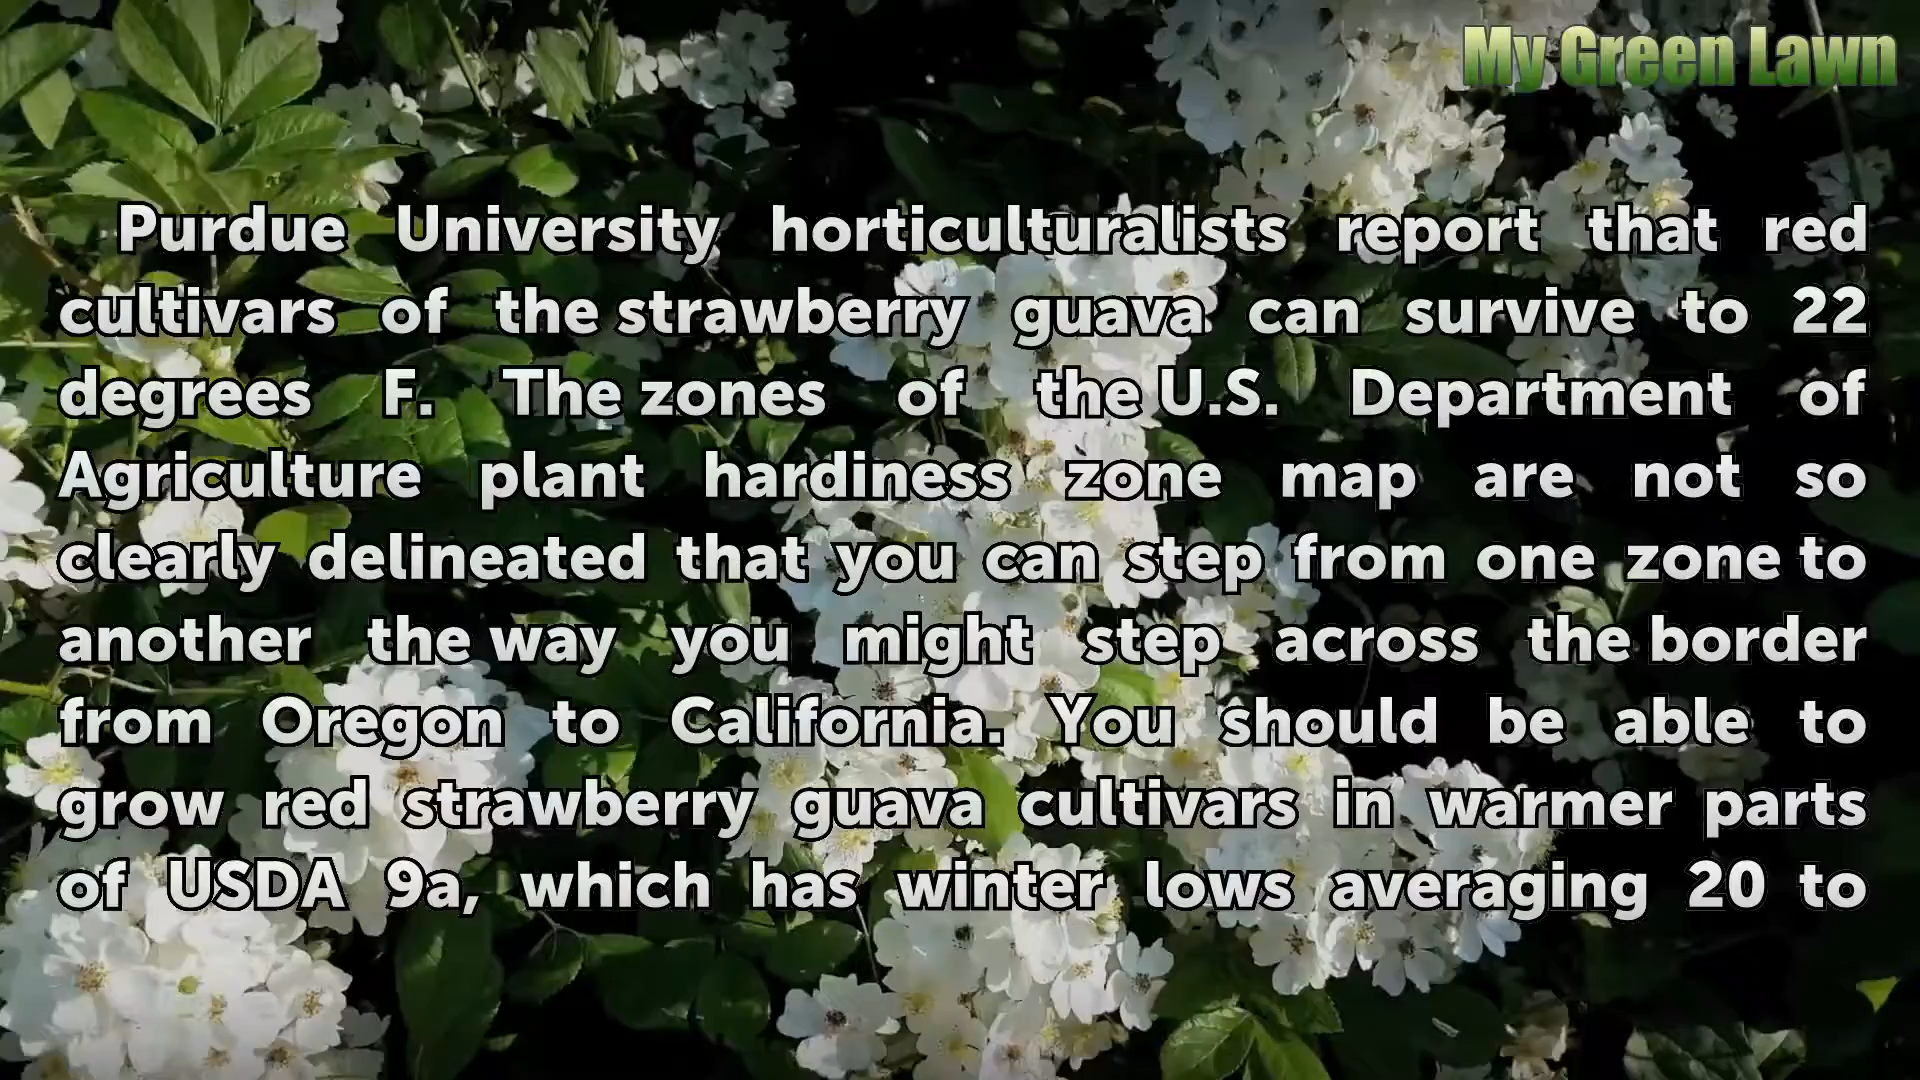 My Green Lawn
Purdue University horticulturalists report that red
cultivars of the strawberry guava can survive to 22
degrees F. The zones of the U.S. Department of
Agriculture plant hardiness zone map are not so
clearly delineated that you can step from one zone to
another the way you might step across the border
from Oregon to California. You should be able to
grow red strawberry guava cultivars in warmer parts
of USDA 9a, which has winter lows averaging 20 to